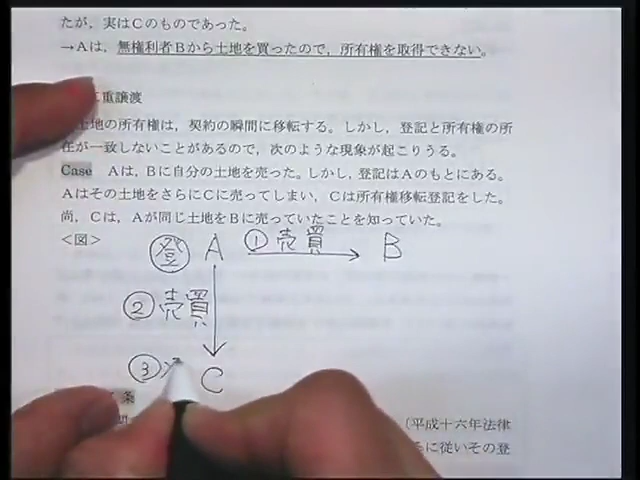 たが，実はCのものであった。
→Aは，無権利者Bから土地を買ったので，所有権を取得できない。
重譲渡
土地の所有権は，契約の瞬間に移転する。しかし，登記と所有権の所
在が一致しないことがあるので，次のような現象が起こりうる。
Case　Aは，Bに自分の土地を売った。しかし，登記はAのもとにある。
Aはその土地をさらにCに売ってしまい，Cは所有権移転登記をした。
尚，Cは，Aが同じ土地をBに売っていたことを知っていた。
＜図＞
登 A ①売買 B
②売買
③ C
条
〔平成十六年法律
に従いその登